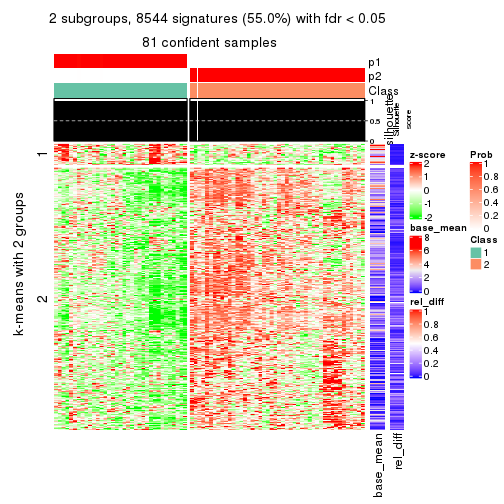 2 subgroups, 8544 signatures (55.0%) with fdr < 0.05
81 confident samples
p1
p2
Class
1
0.5
0
silhouette
Silhouette
score
k-means with 2 groups
1
2
base_mean
rel_diff
z-score
2
1
0
-1
-2
base_mean
8
6
4
2
0
rel_diff
1
0.8
0.6
0.4
0.2
0
Prob
1
0.8
0.6
0.4
0.2
0
Class
1
2